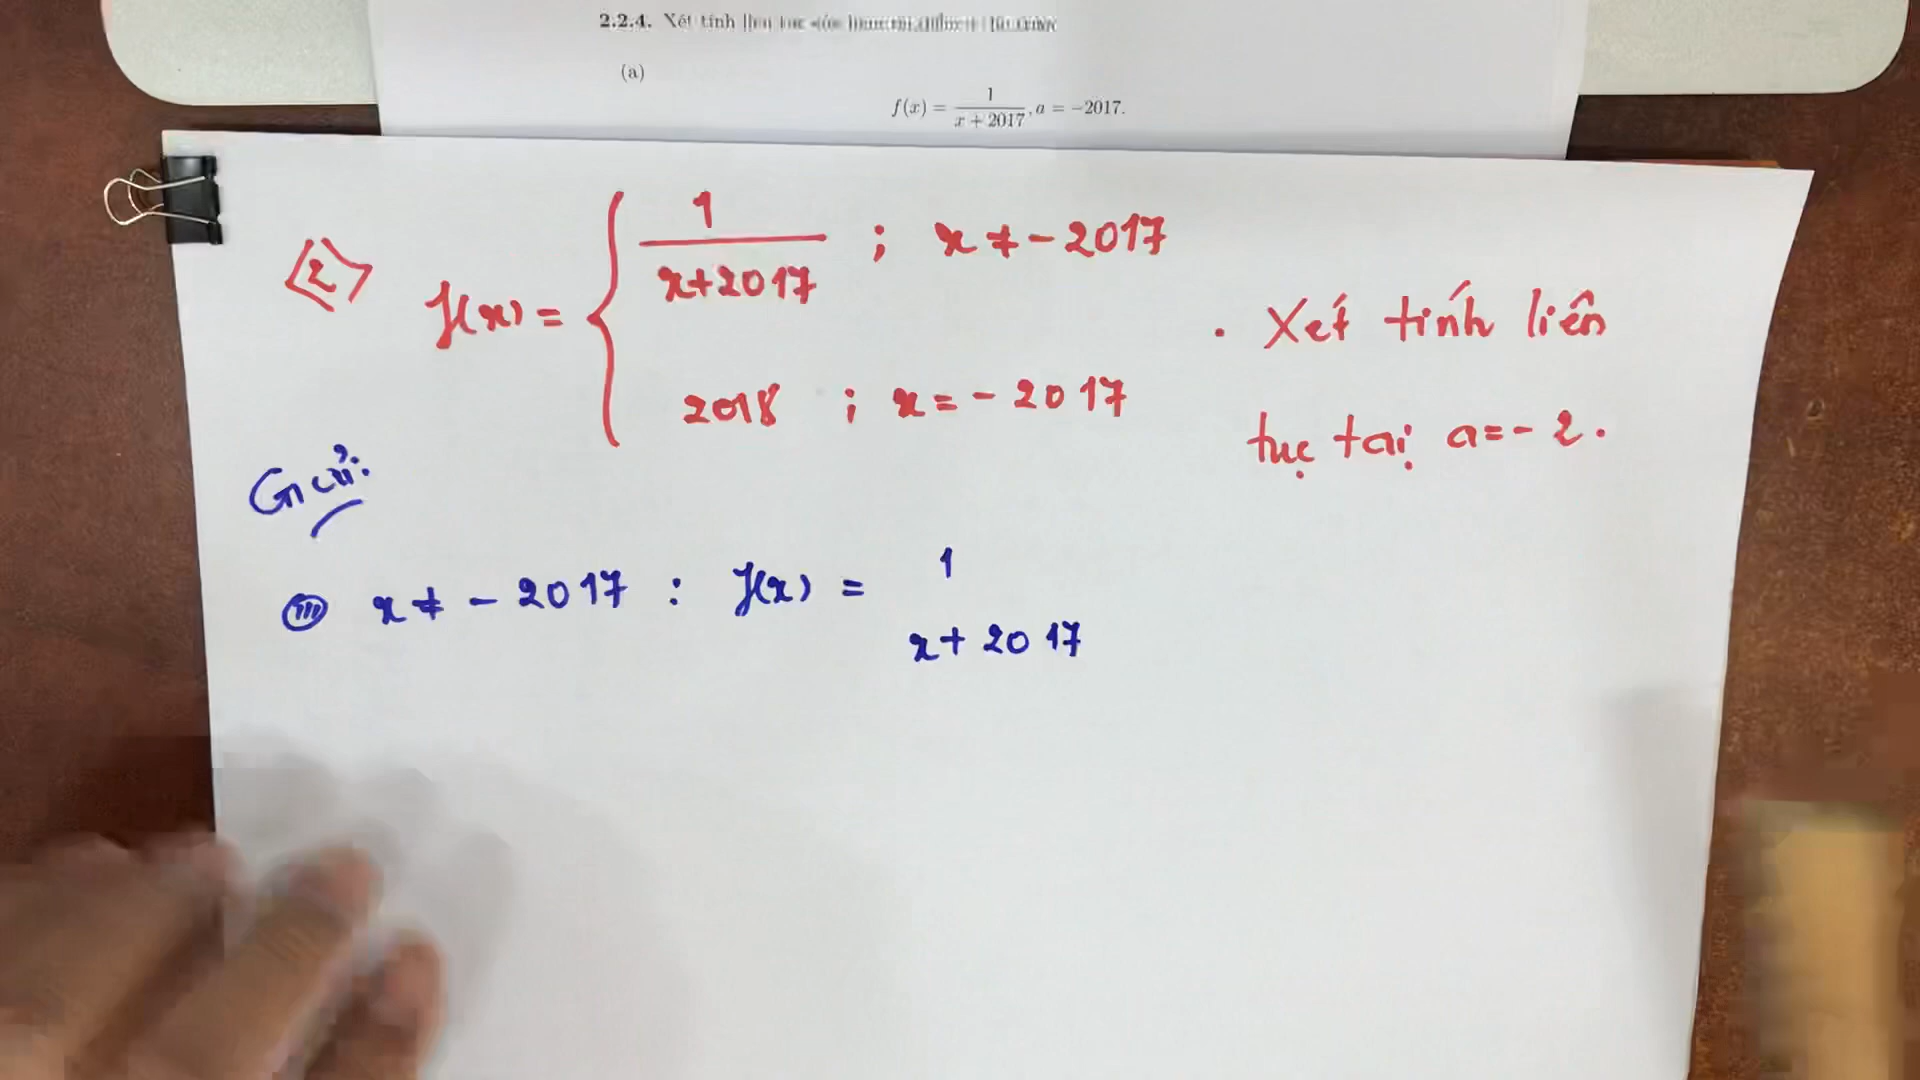 2.2.4. Xét tính
(a)
f(x) = 1 / (x + 2017), a = −2017.
⟨2⟩ f(x) = { 1 / (x+2017) ; x ≠ -2017
2018 ; x = - 2017
. Xét tính liên
tục tại a = - 2 .
Giải:
(iii) x ≠ - 2017 : f(x) = 1
x + 2017